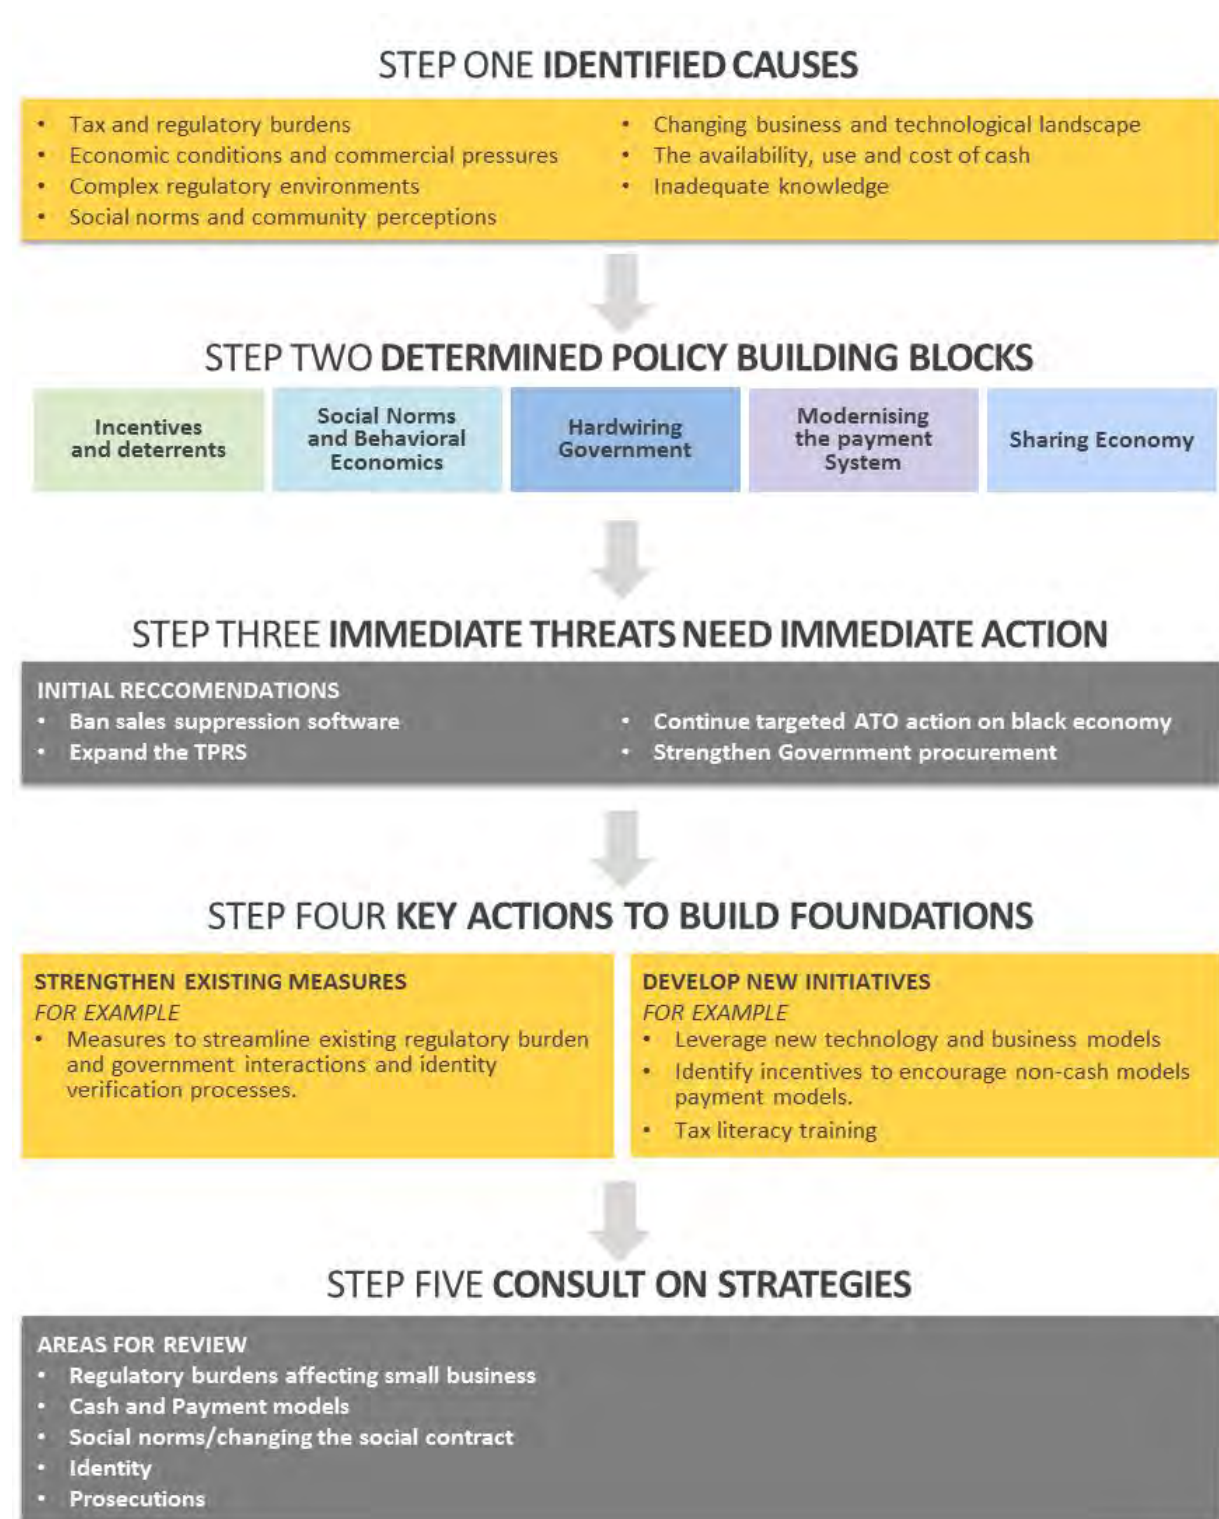 STEP ONE IDENTIFIED CAUSES
• Tax and regulatory burdens
• Economic conditions and commercial pressures
• Complex regulatory environments
• Social norms and community perceptions
• Changing business and technological landscape
• The availability, use and cost of cash
• Inadequate knowledge
STEP TWO DETERMINED POLICY BUILDING BLOCKS
Incentives
and deterrents
Social Norms
and Behavioral
Economics
Hardwiring
Government
Modernising
the payment
System
Sharing Economy
STEP THREE IMMEDIATE THREATS NEED IMMEDIATE ACTION
INITIAL RECCOMENDATIONS
• Ban sales suppression software
• Expand the TPRS
• Continue targeted ATO action on black economy
• Strengthen Government procurement
STEP FOUR KEY ACTIONS TO BUILD FOUNDATIONS
STRENGTHEN EXISTING MEASURES
FOR EXAMPLE
• Measures to streamline existing regulatory burden
and government interactions and identity
verification processes.
DEVELOP NEW INITIATIVES
FOR EXAMPLE
• Leverage new technology and business models
• Identify incentives to encourage non-cash models
payment models.
• Tax literacy training
STEP FIVE CONSULT ON STRATEGIES
AREAS FOR REVIEW
• Regulatory burdens affecting small business
• Cash and Payment models
• Social norms/changing the social contract
• Identity
• Prosecutions